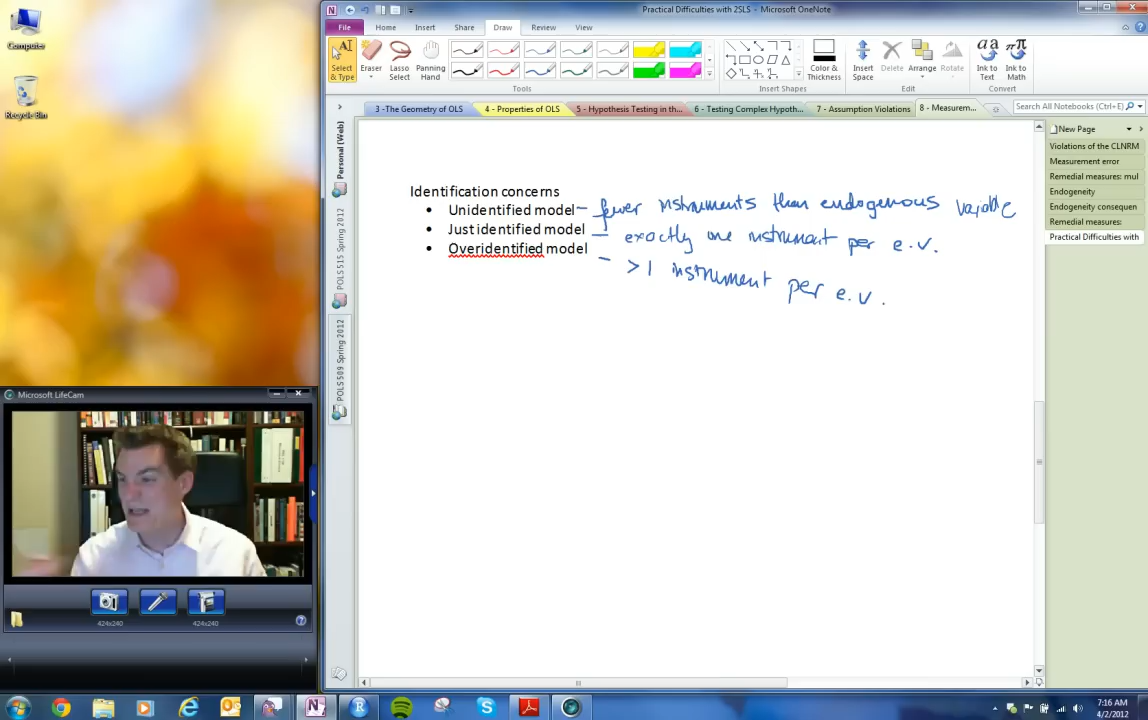 Practical Difficulties with 2SLS - Microsoft OneNote
File Home Insert Share Draw Review View
Computer
Recycle Bin
Select & Type
Eraser
Lasso Select
Panning Hand
Color & Thickness
Insert Space
Delete
Arrange
Rotate
Ink to Text
Ink to Math
Tools
Insert Shapes
Edit
Convert
3 -The Geometry of OLS
4 - Properties of OLS
5 - Hypothesis Testing in th...
6 - Testing Complex Hypoth...
7 - Assumption Violations
8 - Measurem...
Search All Notebooks (Ctrl+E)
Personal (Web)
POLS 515 Spring 2012
POLS 509 Spring 2012
New Page
Violations of the CLNRM
Measurement error
Remedial measures: mul
Endogeneity
Endogeneity consequen
Remedial measures:
Practical Difficulties with
Identification concerns
• Unidentified model - fewer instruments than endogenous variable
• Just identified model - exactly one instrument per e.v.
• Overidentified model - >1 instrument per e.v.
Microsoft LifeCam
424x240
424x240
7:16 AM
4/2/2012